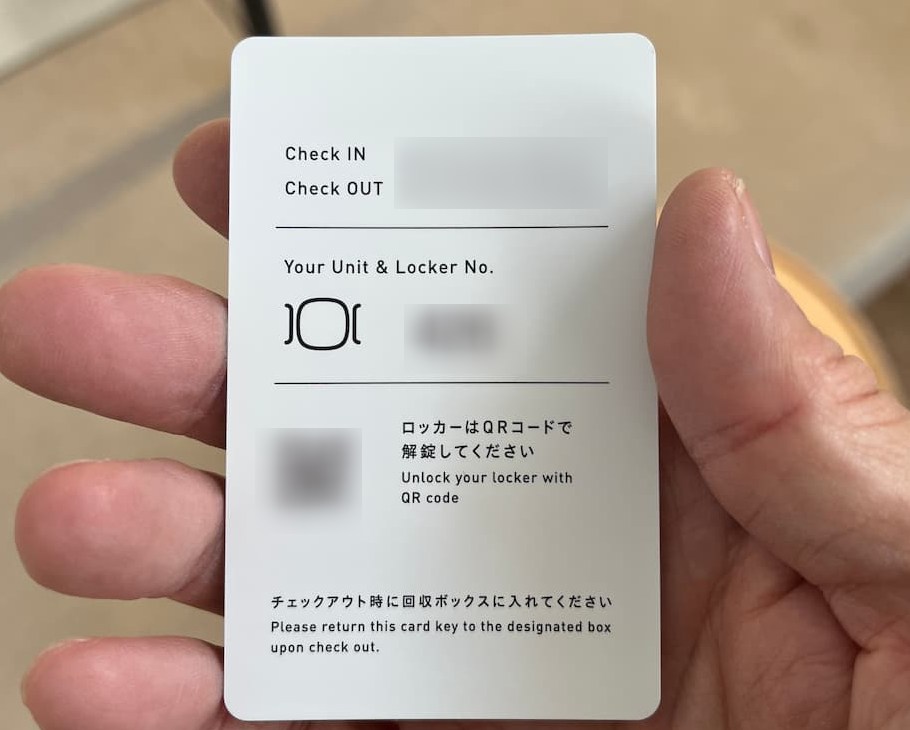 Check IN
Check OUT
Your Unit & Locker No.
ロッカーはQRコードで
解錠してください
Unlock your locker with
QR code
チェックアウト時に回収ボックスに入れてください
Please return this card key to the designated box
upon check out.